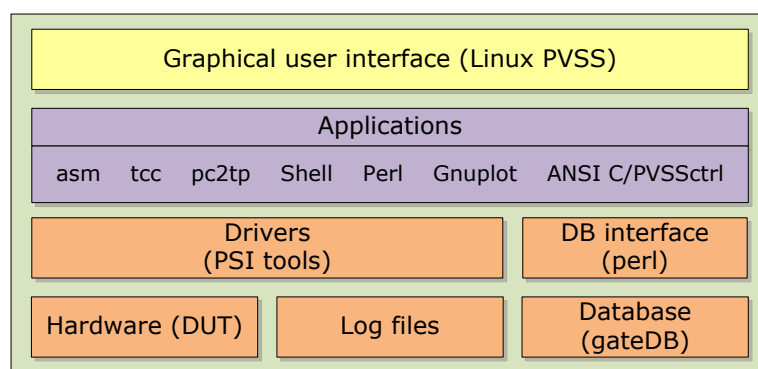 Graphical user interface (Linux PVSS)
Applications
asm tcc pc2tp Shell Perl Gnuplot ANSI C/PVSSctrl
Drivers
(PSI tools)
DB interface
(perl)
Hardware (DUT)
Log files
Database
(gateDB)